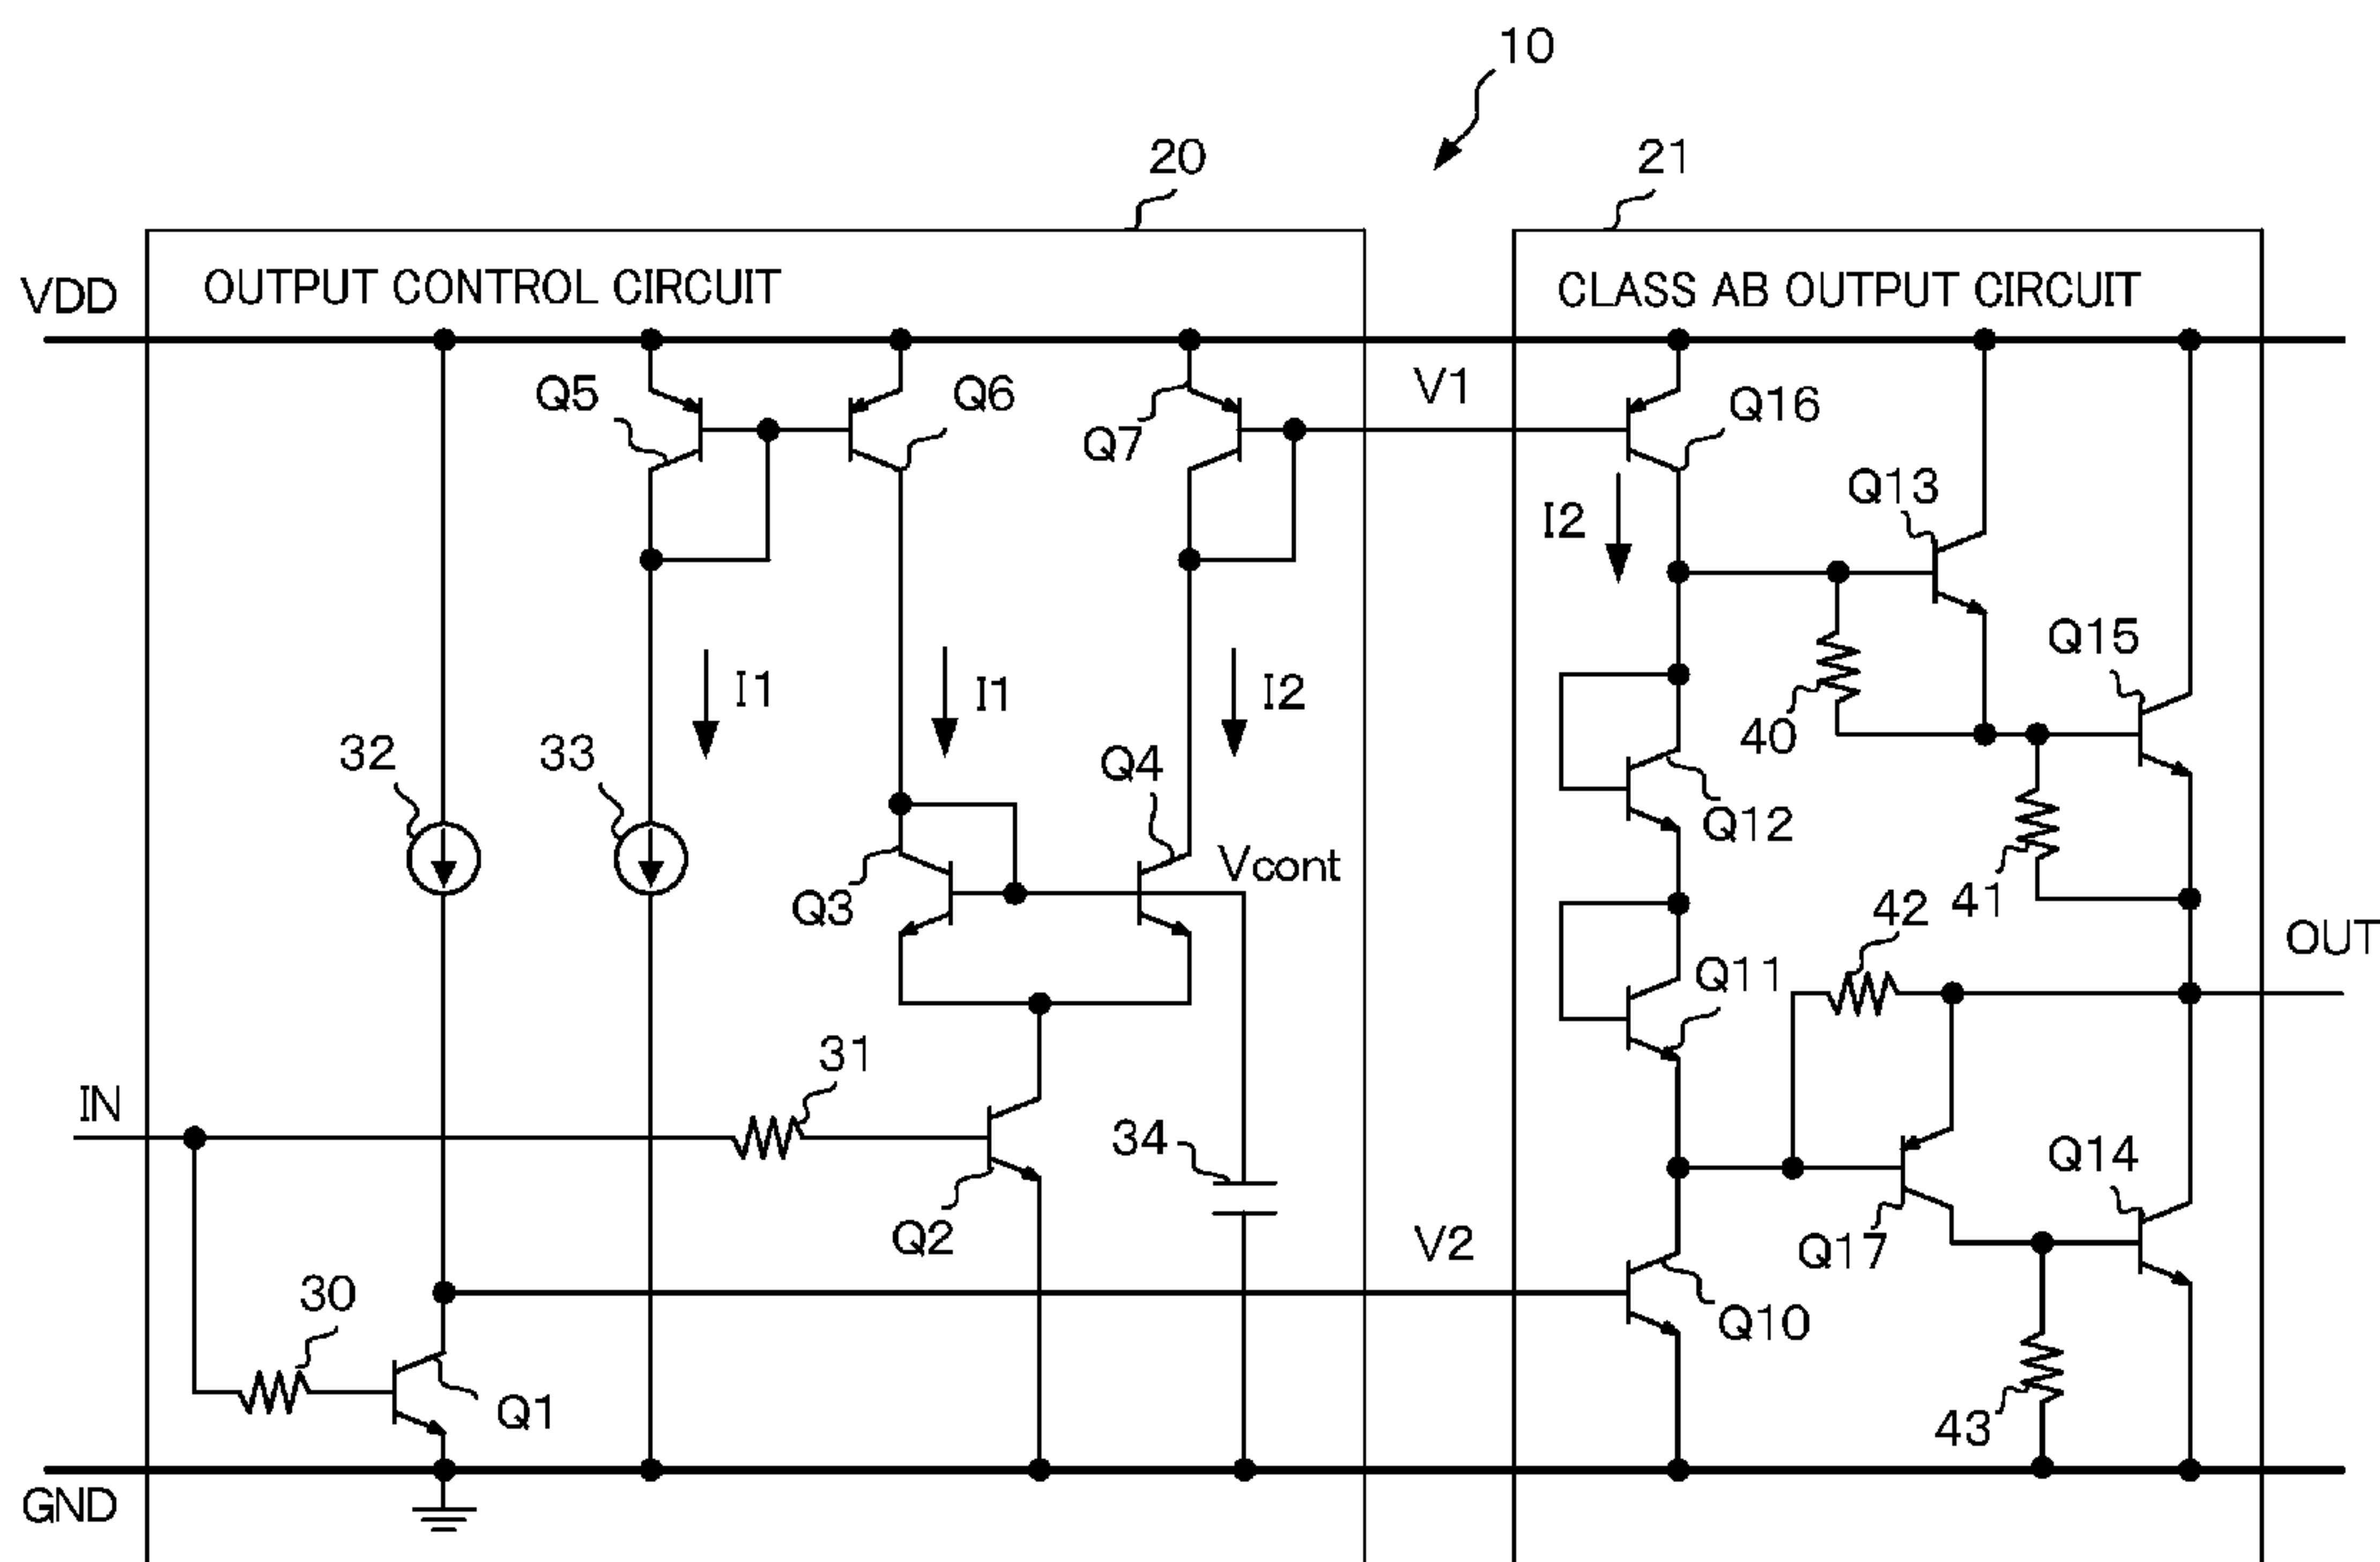 10
20
21
VDD
OUTPUT CONTROL CIRCUIT
CLASS AB OUTPUT CIRCUIT
Q5
Q6
Q7
V1
Q16
Q13
I2
Q15
I1
I1
I2
40
32
33
Q4
Q12
Vcont
Q3
42
41
OUT
Q11
31
IN
34
Q14
Q2
V2
Q17
30
Q10
Q1
43
GND